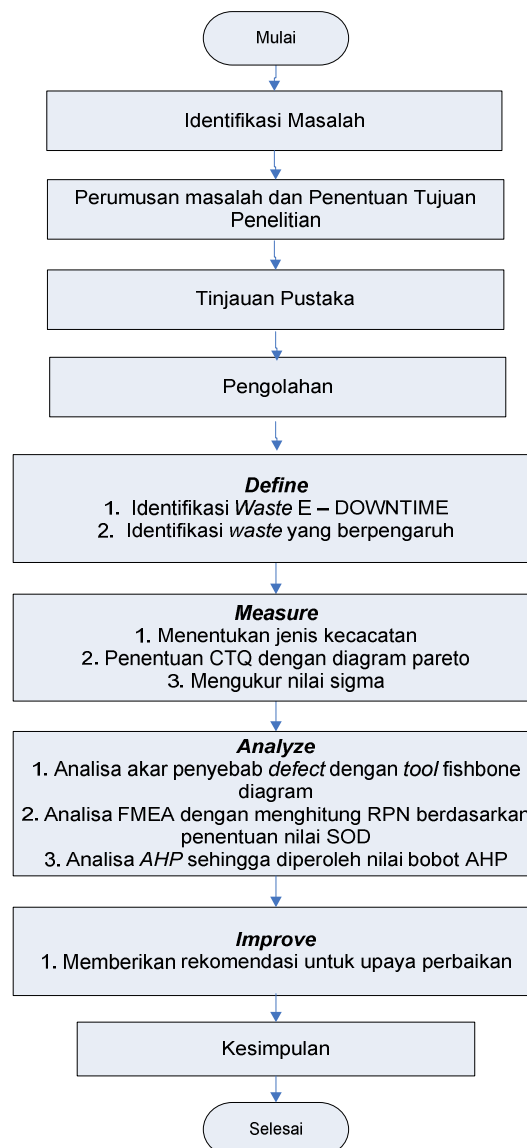 Mulai
Identifikasi Masalah
Perumusan masalah dan Penentuan Tujuan
Penelitian
Tinjauan Pustaka
Pengolahan
Define
1. Identifikasi Waste E – DOWNTIME
2. Identifikasi waste yang berpengaruh
Measure
1. Menentukan jenis kecacatan
2. Penentuan CTQ dengan diagram pareto
3. Mengukur nilai sigma
Analyze
1. Analisa akar penyebab defect dengan tool fishbone
diagram
2. Analisa FMEA dengan menghitung RPN berdasarkan
penentuan nilai SOD
3. Analisa AHP sehingga diperoleh nilai bobot AHP
Improve
1. Memberikan rekomendasi untuk upaya perbaikan
Kesimpulan
Selesai